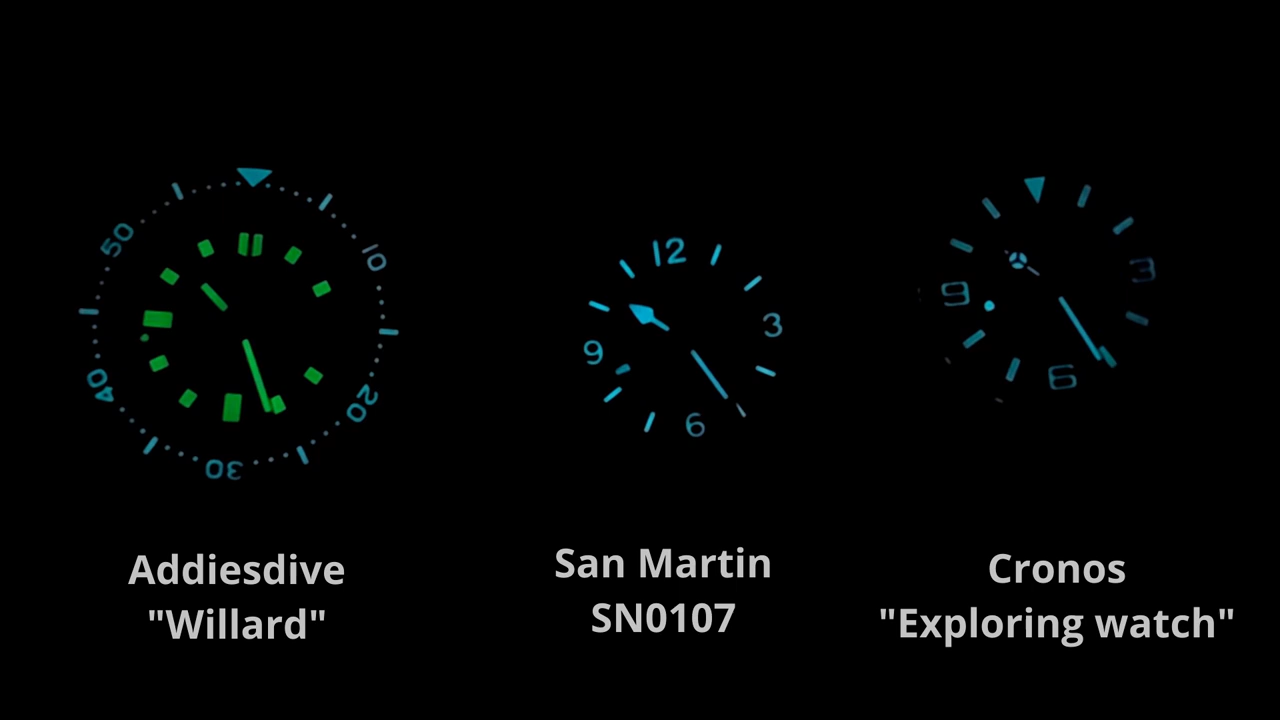 50
10
40
20
30
12
3
9
6
3
9
6
Addiesdive
"Willard"
San Martin
SN0107
Cronos
"Exploring watch"